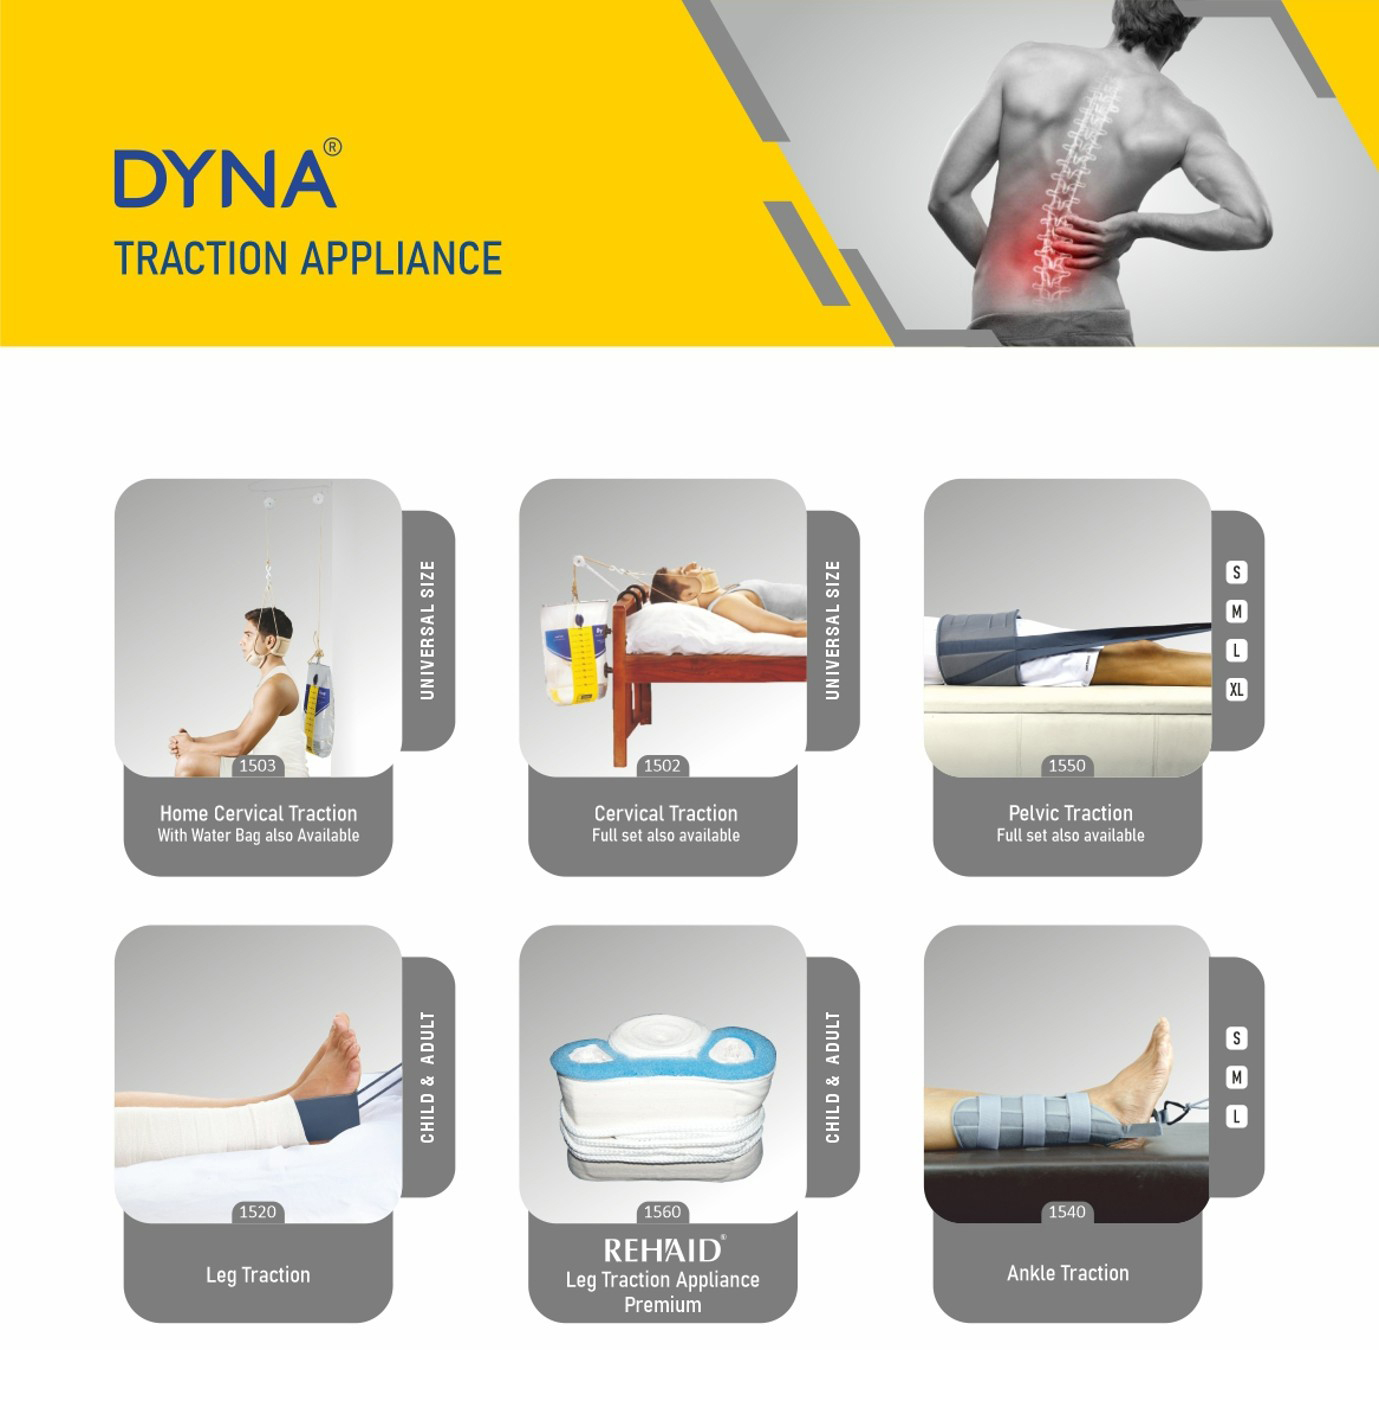 DYNA®
TRACTION APPLIANCE
UNIVERSAL SIZE
1503
Home Cervical Traction
With Water Bag also Available
UNIVERSAL SIZE
1502
Cervical Traction
Full set also available
S
M
L
XL
1550
Pelvic Traction
Full set also available
CHILD & ADULT
1520
Leg Traction
CHILD & ADULT
1560
REHAID®
Leg Traction Appliance
Premium
S
M
L
1540
Ankle Traction